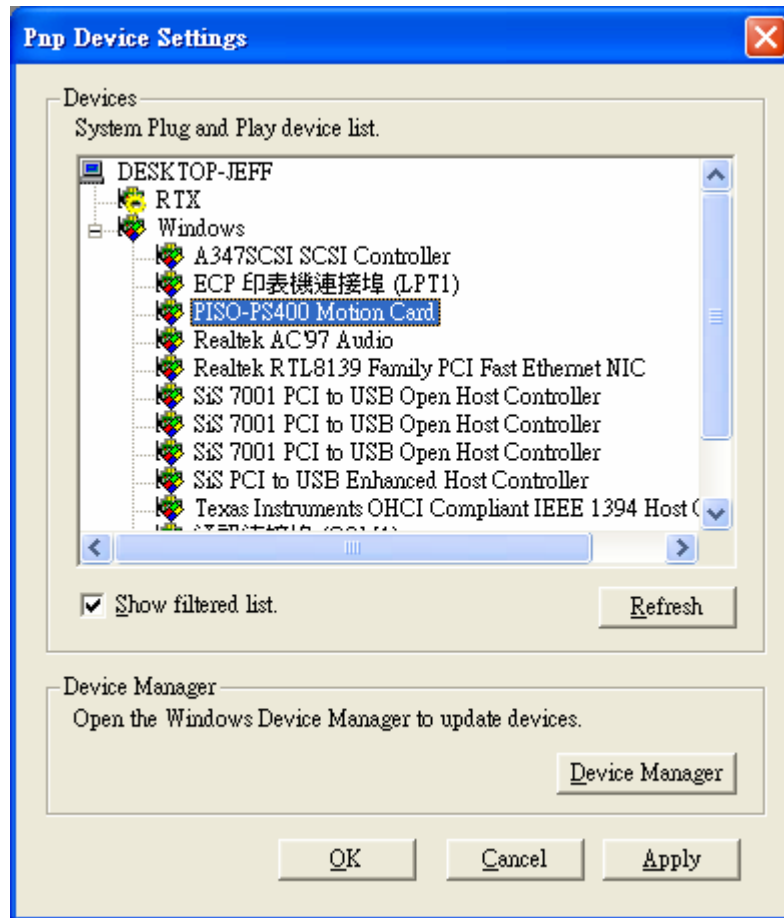 Pnp Device Settings
Devices
System Plug and Play device list.
DESKTOP-JEFF
RTX
Windows
A347SCSI SCSI Controller
ECP 印表機連接埠 (LPT1)
PISO-PS400 Motion Card
Realtek AC'97 Audio
Realtek RTL8139 Family PCI Fast Ethernet NIC
SiS 7001 PCI to USB Open Host Controller
SiS 7001 PCI to USB Open Host Controller
SiS 7001 PCI to USB Open Host Controller
SiS PCI to USB Enhanced Host Controller
Texas Instruments OHCI Compliant IEEE 1394 Host
Show filtered list.
Refresh
Device Manager
Open the Windows Device Manager to update devices.
Device Manager
OK
Cancel
Apply